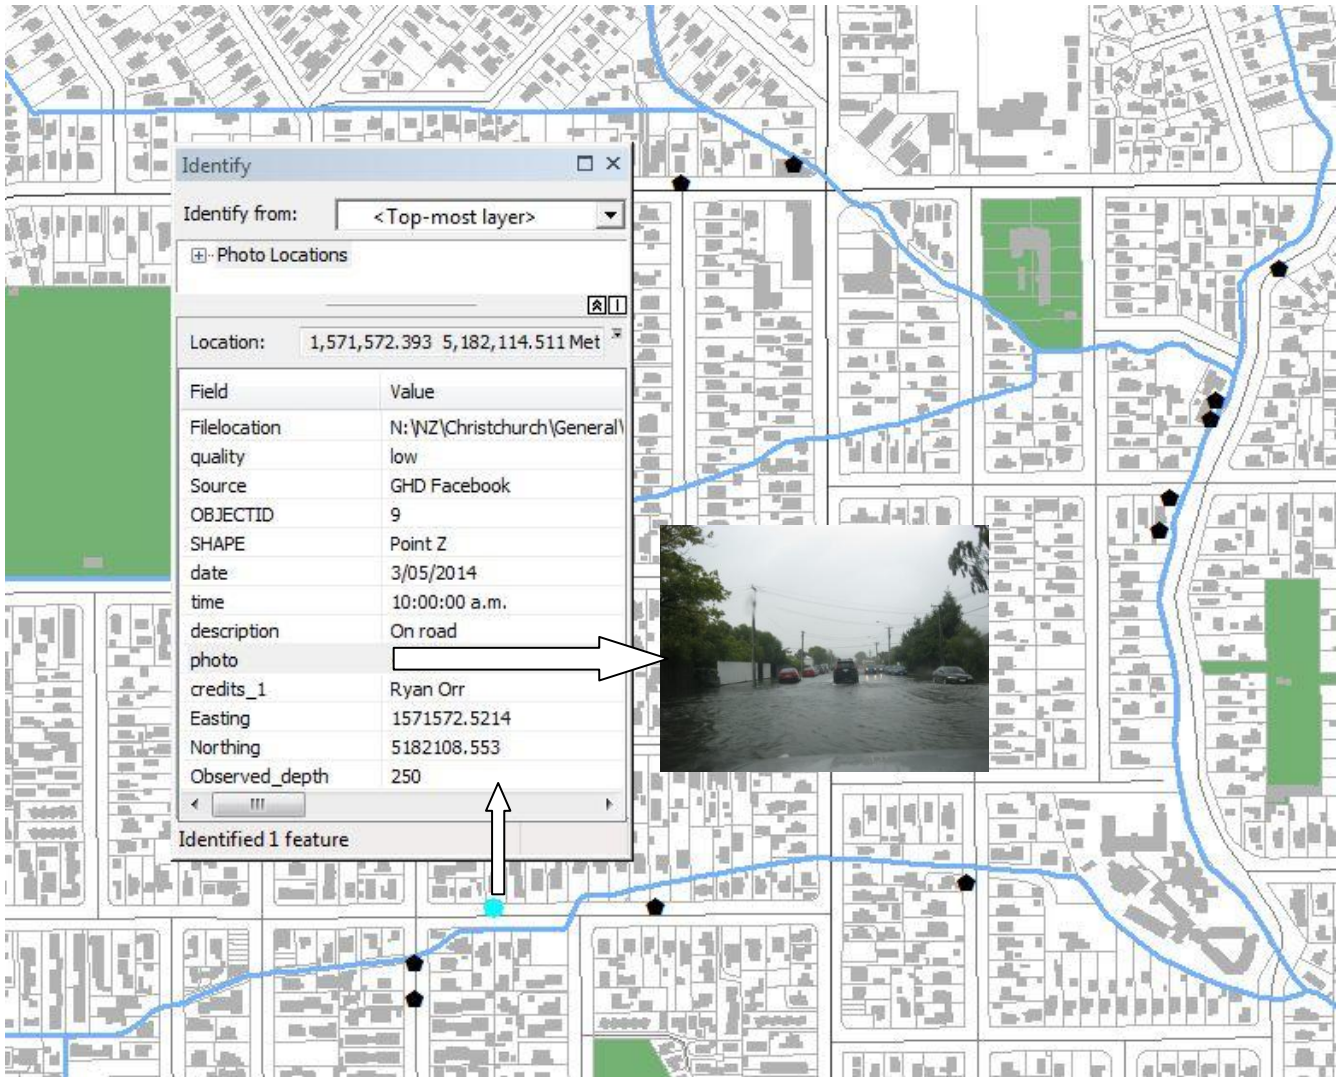 Identify
Identify from: <Top-most layer>
Photo Locations
Location: 1,571,572.393 5,182,114.511 Met
Field Value
Filelocation N:\NZ\Christchurch\General\
quality low
Source GHD Facebook
OBJECTID 9
SHAPE Point Z
date 3/05/2014
time 10:00:00 a.m.
description On road
photo
credits_1 Ryan Orr
Easting 1571572.5214
Northing 5182108.553
Observed_depth 250
Identified 1 feature